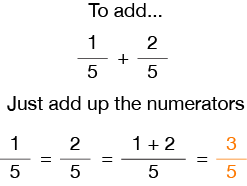 To add...
1/5 + 2/5
Just add up the numerators
1/5 = 2/5 = 1 + 2/5 = 3/5